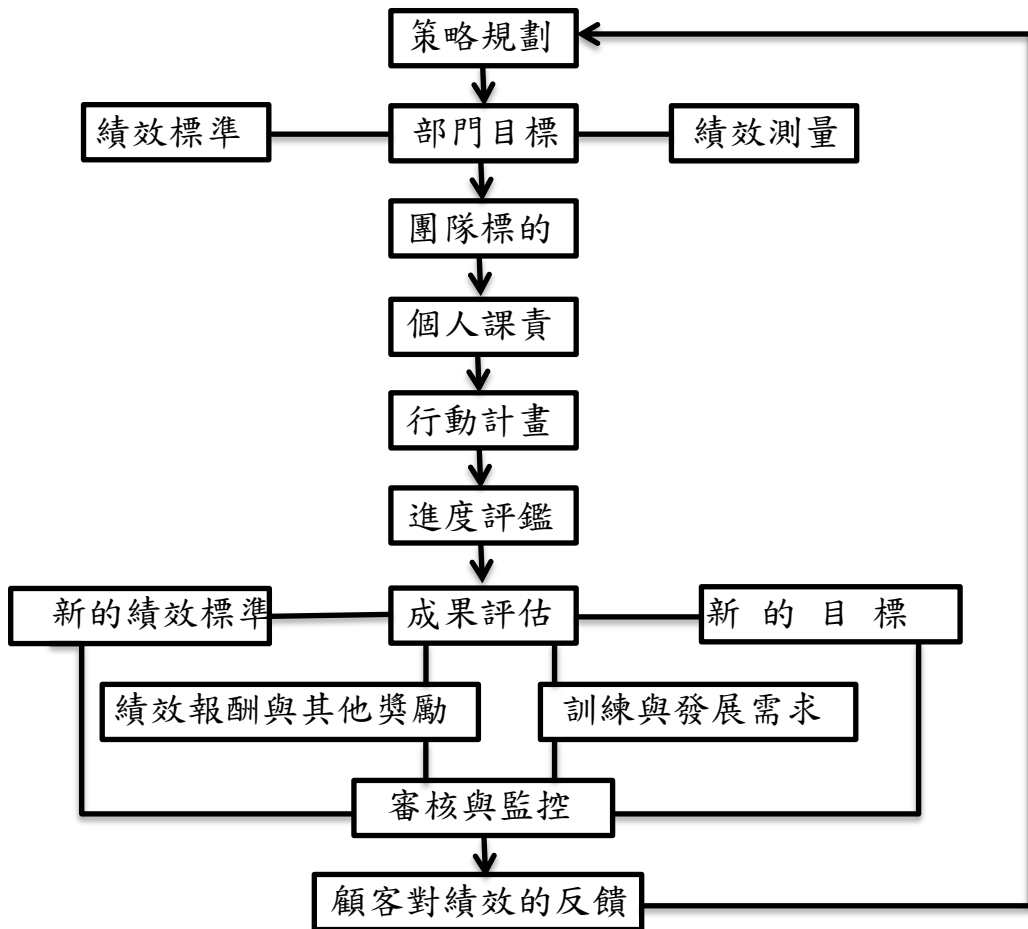 策略規劃
績效標準
部門目標
績效測量
團隊標的
個人課責
行動計畫
進度評鑑
新的績效標準
成果評估
新的目標
績效報酬與其他獎勵
訓練與發展需求
審核與監控
顧客對績效的反饋